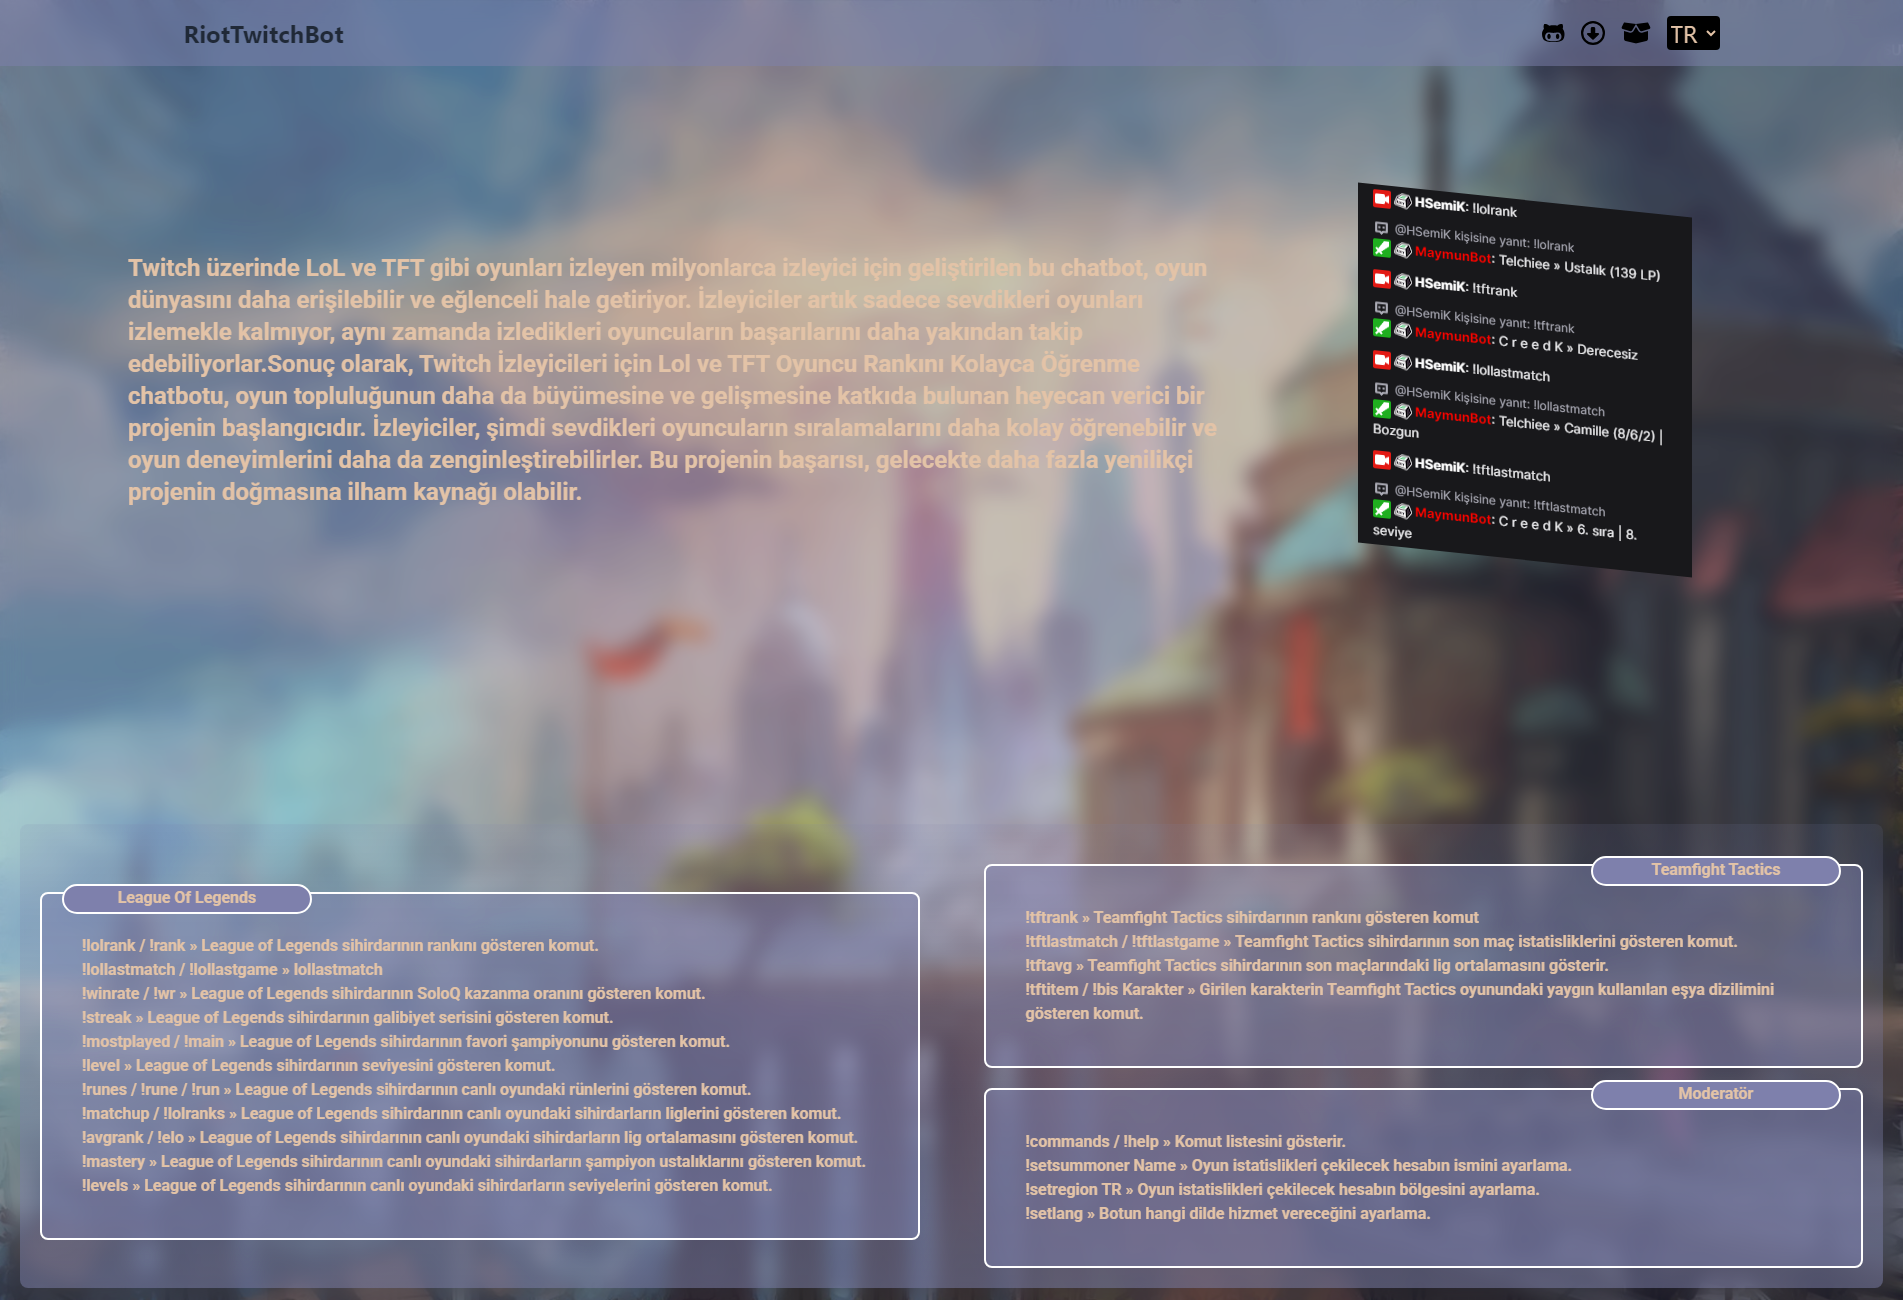 RiotTwitchBot
TR
Twitch üzerinde LoL ve TFT gibi oyunları izleyen milyonlarca izleyici için geliştirilen bu chatbot, oyun
dünyasını daha erişilebilir ve eğlenceli hale getiriyor. İzleyiciler artık sadece sevdikleri oyunları
izlemekle kalmıyor, aynı zamanda izledikleri oyuncuların başarılarını daha yakından takip
edebiliyorlar.Sonuç olarak, Twitch İzleyicileri için Lol ve TFT Oyuncu Rankını Kolayca Öğrenme
chatbotu, oyun topluluğunun daha da büyümesine ve gelişmesine katkıda bulunan heyecan verici bir
projenin başlangıcıdır. İzleyiciler, şimdi sevdikleri oyuncuların sıralamalarını daha kolay öğrenebilir ve
oyun deneyimlerini daha da zenginleştirebilirler. Bu projenin başarısı, gelecekte daha fazla yenilikçi
projenin doğmasına ilham kaynağı olabilir.
HSemiK: !lolrank
@HSemiK kişisine yanıt: !lolrank
MaymunBot: Telchiee » Ustalık (139 LP)
HSemiK: !tftrank
@HSemiK kişisine yanıt: !tftrank
MaymunBot: C r e e d K » Derecesiz
HSemiK: !lollastmatch
@HSemiK kişisine yanıt: !lollastmatch
MaymunBot: Telchiee » Camille (8/6/2) |
Bozgun
HSemiK: !tftlastmatch
@HSemiK kişisine yanıt: !tftlastmatch
MaymunBot: C r e e d K » 6. sıra | 8.
seviye
League Of Legends
!lolrank / !rank » League of Legends sihirdarının rankını gösteren komut.
!lollastmatch / !lollastgame » lollastmatch
!winrate / !wr » League of Legends sihirdarının SoloQ kazanma oranını gösteren komut.
!streak » League of Legends sihirdarının galibiyet serisini gösteren komut.
!mostplayed / !main » League of Legends sihirdarının favori şampiyonunu gösteren komut.
!level » League of Legends sihirdarının seviyesini gösteren komut.
!runes / !rune / !run » League of Legends sihirdarının canlı oyundaki rünlerini gösteren komut.
!matchup / !lolranks » League of Legends sihirdarının canlı oyundaki sihirdarların liglerini gösteren komut.
!avgrank / !elo » League of Legends sihirdarının canlı oyundaki sihirdarların lig ortalamasını gösteren komut.
!mastery » League of Legends sihirdarının canlı oyundaki sihirdarların şampiyon ustalıklarını gösteren komut.
!levels » League of Legends sihirdarının canlı oyundaki sihirdarların seviyelerini gösteren komut.
Teamfight Tactics
!tftrank » Teamfight Tactics sihirdarının rankını gösteren komut
!tftlastmatch / !tftlastgame » Teamfight Tactics sihirdarının son maç istatisliklerini gösteren komut.
!tftavg » Teamfight Tactics sihirdarının son maçlarındaki lig ortalamasını gösterir.
!tftitem / !bis Karakter » Girilen karakterin Teamfight Tactics oyunundaki yaygın kullanılan eşya dizilimini
gösteren komut.
Moderatör
!commands / !help » Komut listesini gösterir.
!setsummoner Name » Oyun istatislikleri çekilecek hesabın ismini ayarlama.
!setregion TR » Oyun istatislikleri çekilecek hesabın bölgesini ayarlama.
!setlang » Botun hangi dilde hizmet vereceğini ayarlama.